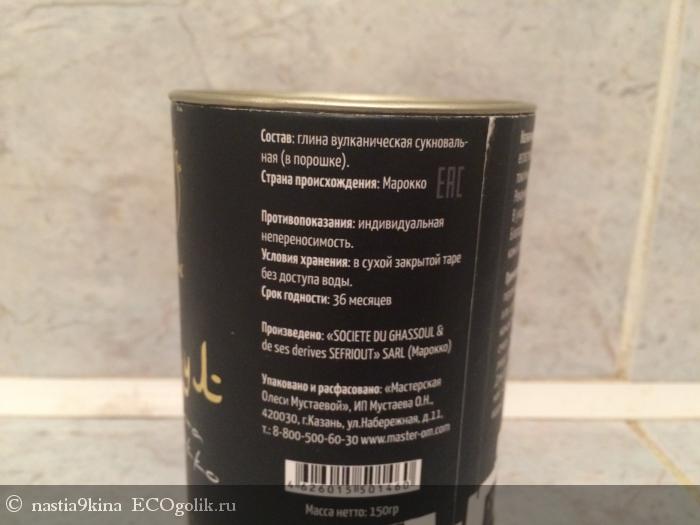 Состав: глина вулканическая сукноваль-
ная (в порошке).
Страна происхождения: Марокко
EAC
Противопоказания: индивидуальная
непереносимость.
Условия хранения: в сухой закрытой таре
без доступа воды.
Срок годности: 36 месяцев
Произведено: «SOCIETE DU GHASSOUL &
de ses derives SEFRIOUT» SARL (Марокко)
Упаковано и расфасовано: «Мастерская
Олеси Мустаевой», ИП Мустаева О.Н.,
420030, г.Казань, ул.Набережная, д.11,
т.: 8-800-500-60-30 www.master-om.com
4626015501460
Масса нетто: 150гр
© nastia9kina ECOgolik.ru